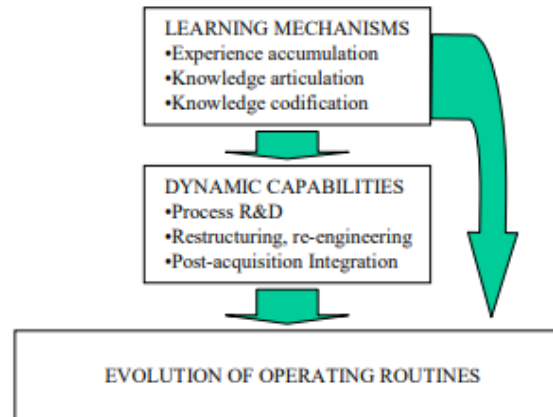 LEARNING MECHANISMS
•Experience accumulation
•Knowledge articulation
•Knowledge codification
DYNAMIC CAPABILITIES
•Process R&D
•Restructuring, re-engineering
•Post-acquisition Integration
EVOLUTION OF OPERATING ROUTINES